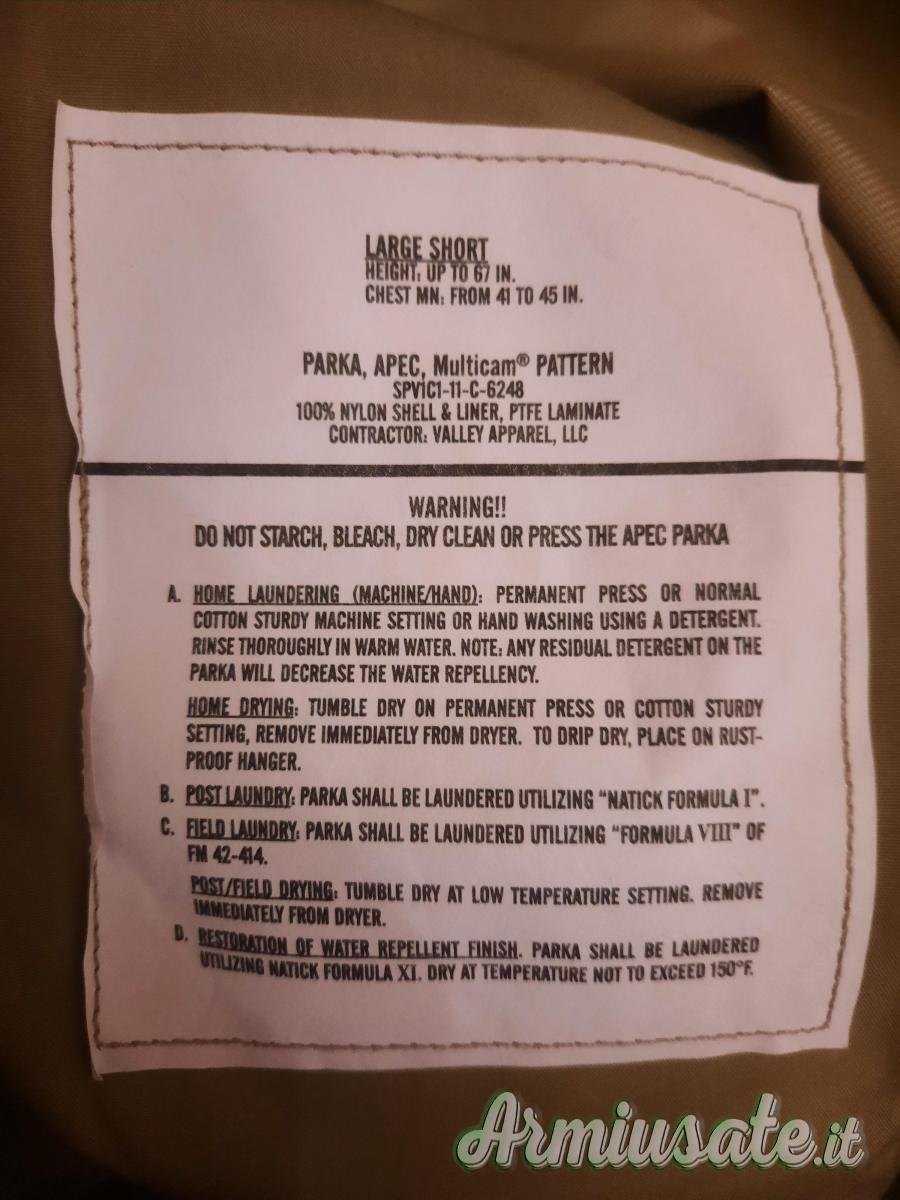 LARGE SHORT
HEIGHT: UP TO 67 IN.
CHEST MN: FROM 41 TO 45 IN.
PARKA, APEC, Multicam® PATTERN
SPVIC1-11-C-6248
100% NYLON SHELL & LINER, PTFE LAMINATE
CONTRACTOR: VALLEY APPAREL, LLC
WARNING!!
DO NOT STARCH, BLEACH, DRY CLEAN OR PRESS THE APEC PARKA
A. HOME LAUNDERING (MACHINE/HAND): PERMANENT PRESS OR NORMAL
COTTON STURDY MACHINE SETTING OR HAND WASHING USING A DETERGENT.
RINSE THOROUGHLY IN WARM WATER. NOTE: ANY RESIDUAL DETERGENT ON THE
PARKA WILL DECREASE THE WATER REPELLENCY.
HOME DRYING: TUMBLE DRY ON PERMANENT PRESS OR COTTON STURDY
SETTING, REMOVE IMMEDIATELY FROM DRYER. TO DRIP DRY, PLACE ON RUST-
PROOF HANGER.
B. POST LAUNDRY: PARKA SHALL BE LAUNDERED UTILIZING “NATICK FORMULA I”.
C. FIELD LAUNDRY: PARKA SHALL BE LAUNDERED UTILIZING “FORMULA VIII” OF
FM 42-414.
POST/FIELD DRYING: TUMBLE DRY AT LOW TEMPERATURE SETTING. REMOVE
IMMEDIATELY FROM DRYER.
D. RESTORATION OF WATER REPELLENT FINISH. PARKA SHALL BE LAUNDERED
UTILIZING NATICK FORMULA XI. DRY AT TEMPERATURE NOT TO EXCEED 150°F.
Armiusate.it